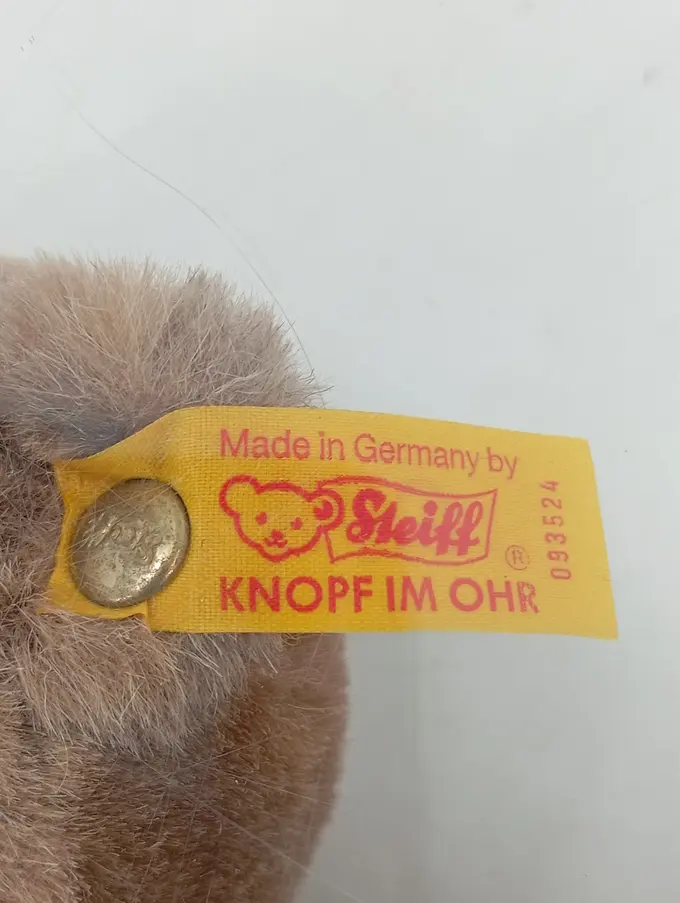 Made in Germany by
Steiff
®
KNOPF IM OHR
093524